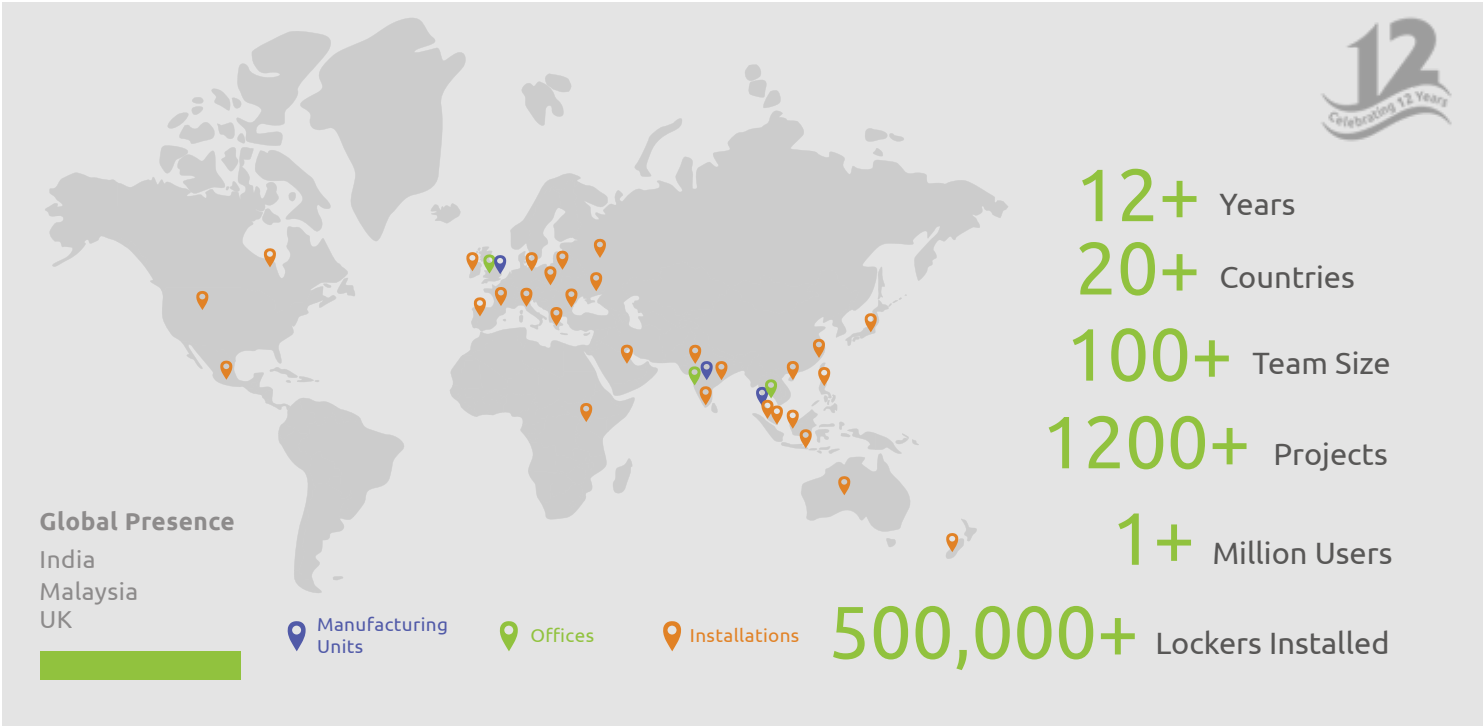 12
Celebrating 12 Years
12+ Years
20+ Countries
100+ Team Size
1200+ Projects
1+ Million Users
500,000+ Lockers Installed
Global Presence
India
Malaysia
UK
Manufacturing
Units
Offices
Installations